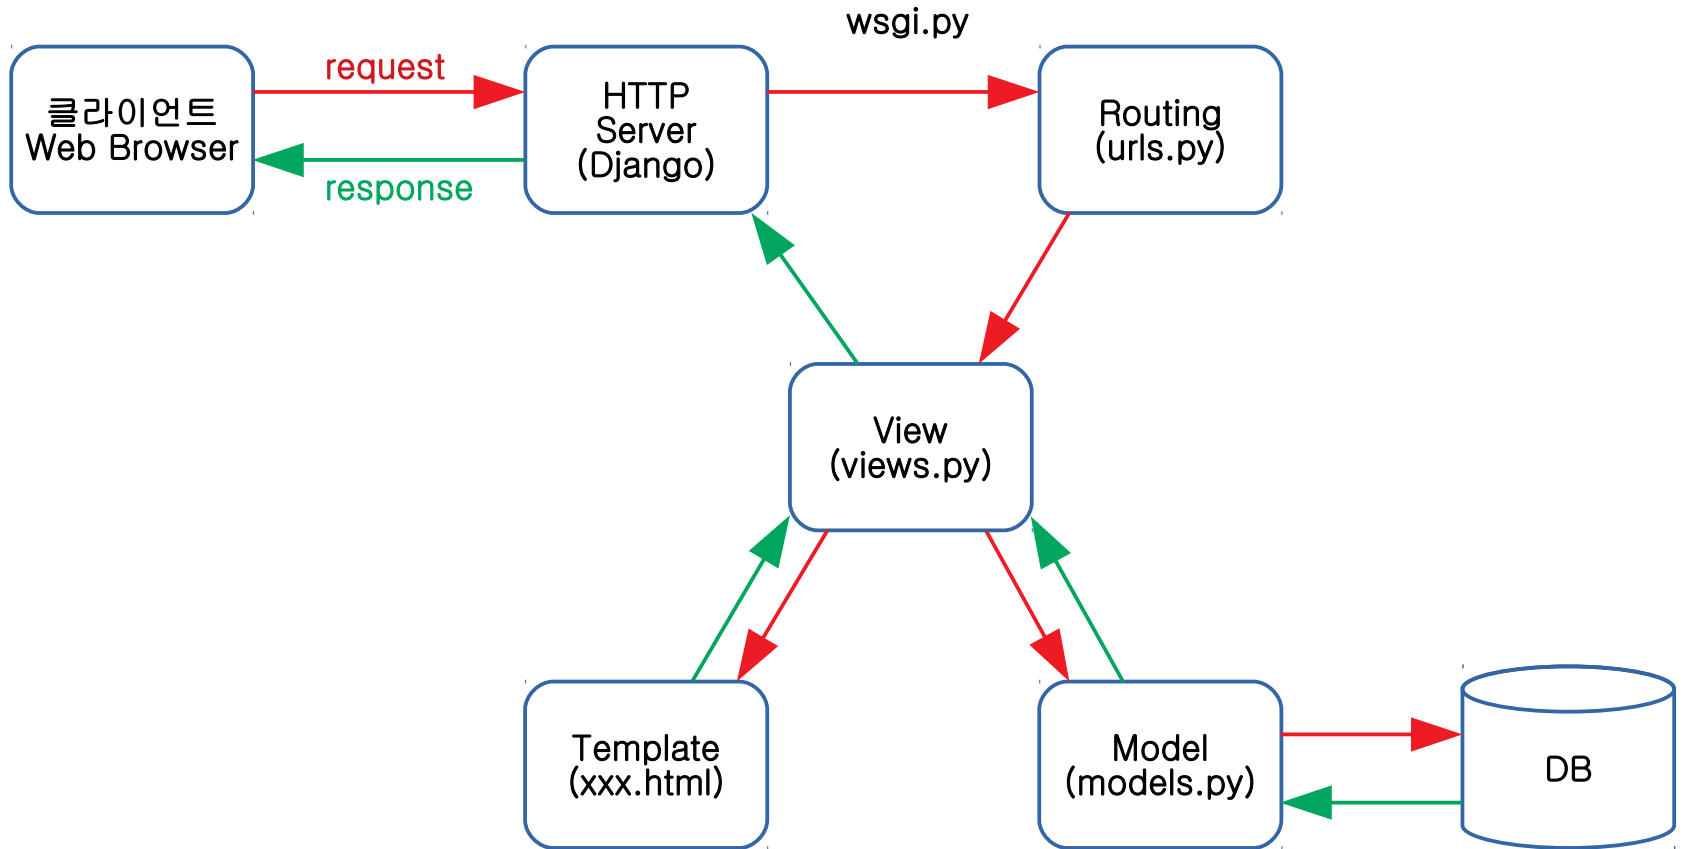 wsgi.py
클라이언트
Web Browser
request
response
HTTP
Server
(Django)
Routing
(urls.py)
View
(views.py)
Template
(xxx.html)
Model
(models.py)
DB